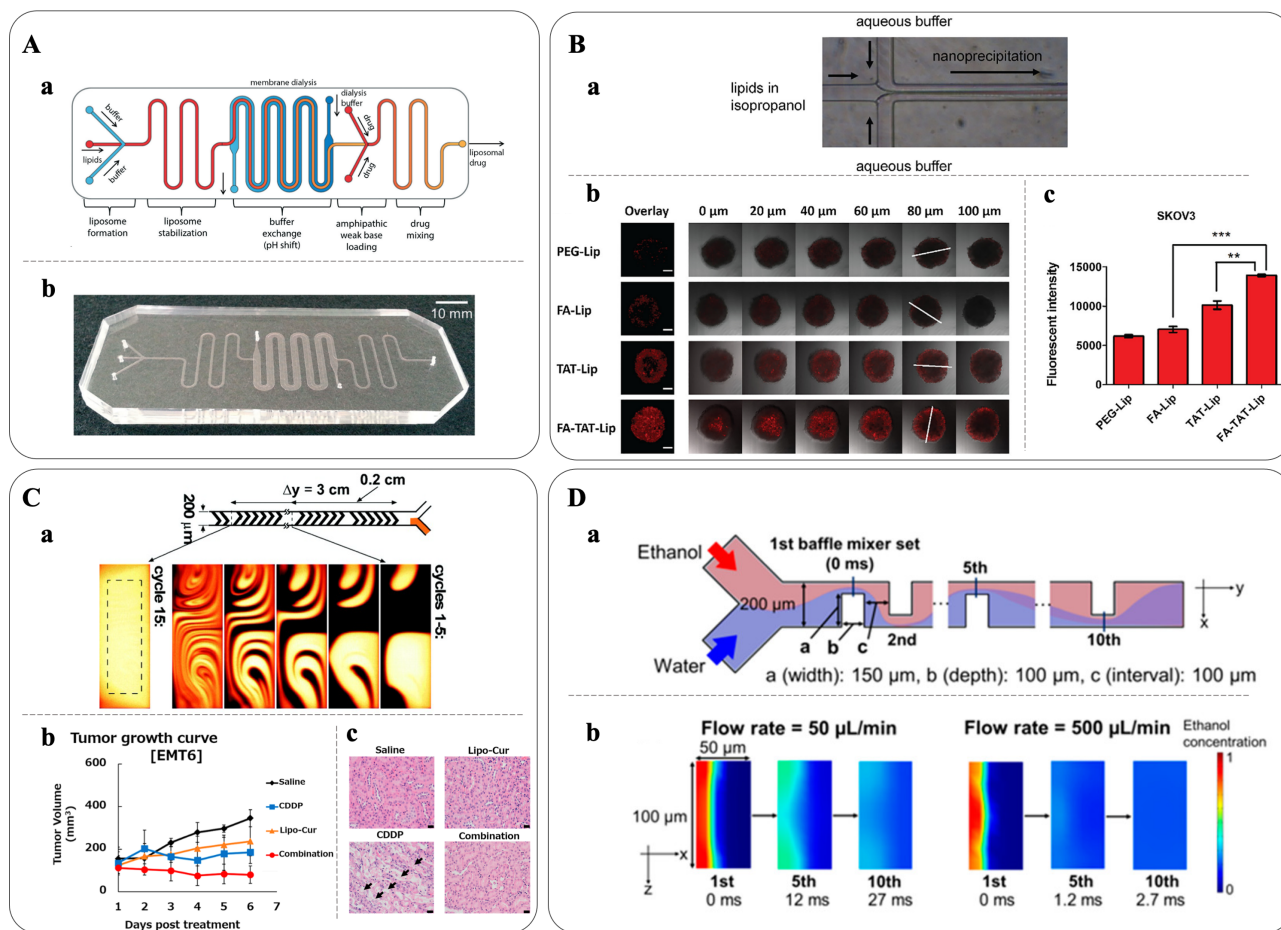 A
a
membrane dialysis
buffer
dialysis
buffer
drug
lipids
buffer
drug
liposomal
drug
liposome
formation
liposome
stabilization
buffer
exchange
(pH shift)
amphipathic
weak base
loading
drug
mixing
b
10 mm
B
a
aqueous buffer
nanoprecipitation
lipids in
isopropanol
aqueous buffer
b
Overlay 0 μm 20 μm 40 μm 60 μm 80 μm 100 μm
PEG-Lip
FA-Lip
TAT-Lip
FA-TAT-Lip
c
SKOV3
***
**
Fluorescent intensity
15000
10000
5000
0
PEG-Lip
FA-Lip
TAT-Lip
FA-TAT-Lip
C
a
Δy = 3 cm
0.2 cm
200 μm
cycle 15:
cycles 1-5:
b
Tumor growth curve
[EMT6]
Tumor Volume
(mm³)
600
400
200
0
1 2 3 4 5 6 7
Days post treatment
Saline
CDDP
Lipo-Cur
Combination
c
Saline
Lipo-Cur
CDDP
Combination
D
a
Ethanol
1st baffle mixer set
(0 ms)
5th
200 μm
y
x
a
b
c
2nd
10th
Water
a (width): 150 μm, b (depth): 100 μm, c (interval): 100 μm
b
Flow rate = 50 μL/min
Flow rate = 500 μL/min
Ethanol
concentration
50 μm
1
100 μm
x
z
0
1st
5th
10th
1st
5th
10th
0 ms
12 ms
27 ms
0 ms
1.2 ms
2.7 ms